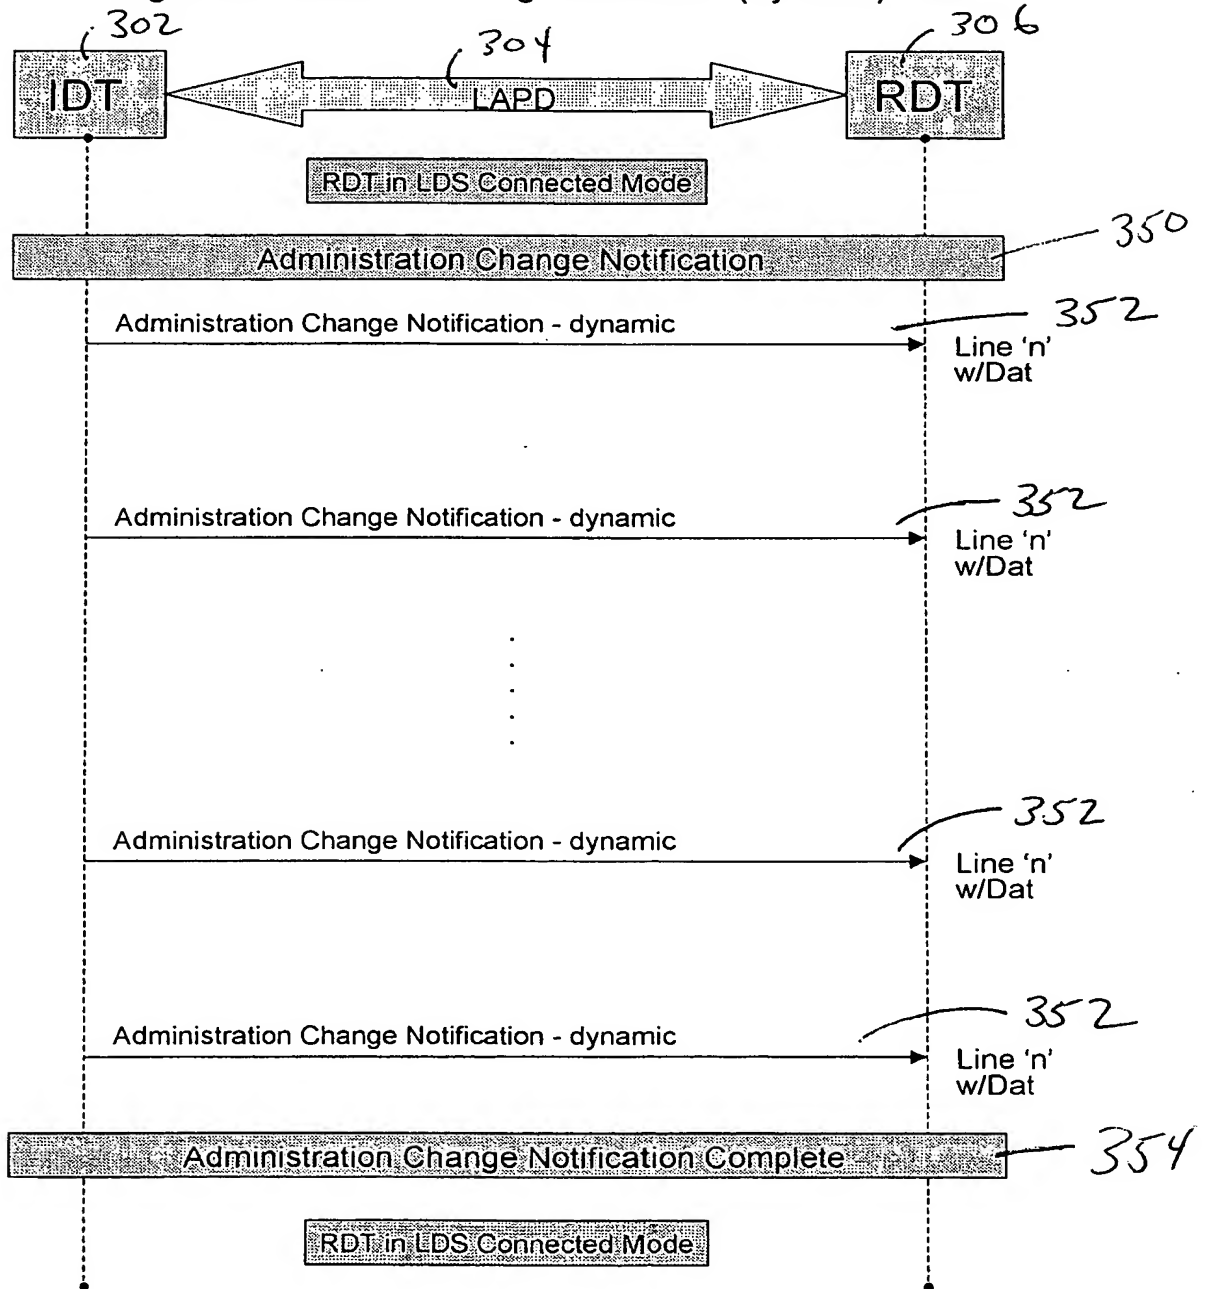 302
304
306
IDT
LAPD
RDT
RDT in LDS Connected Mode
350
Administration Change Notification
Administration Change Notification - dynamic
352
Line 'n'
w/Dat
Administration Change Notification - dynamic
352
Line 'n'
w/Dat
Administration Change Notification - dynamic
352
Line 'n'
w/Dat
Administration Change Notification - dynamic
352
Line 'n'
w/Dat
Administration Change Notification Complete
354
RDT in LDS Connected Mode